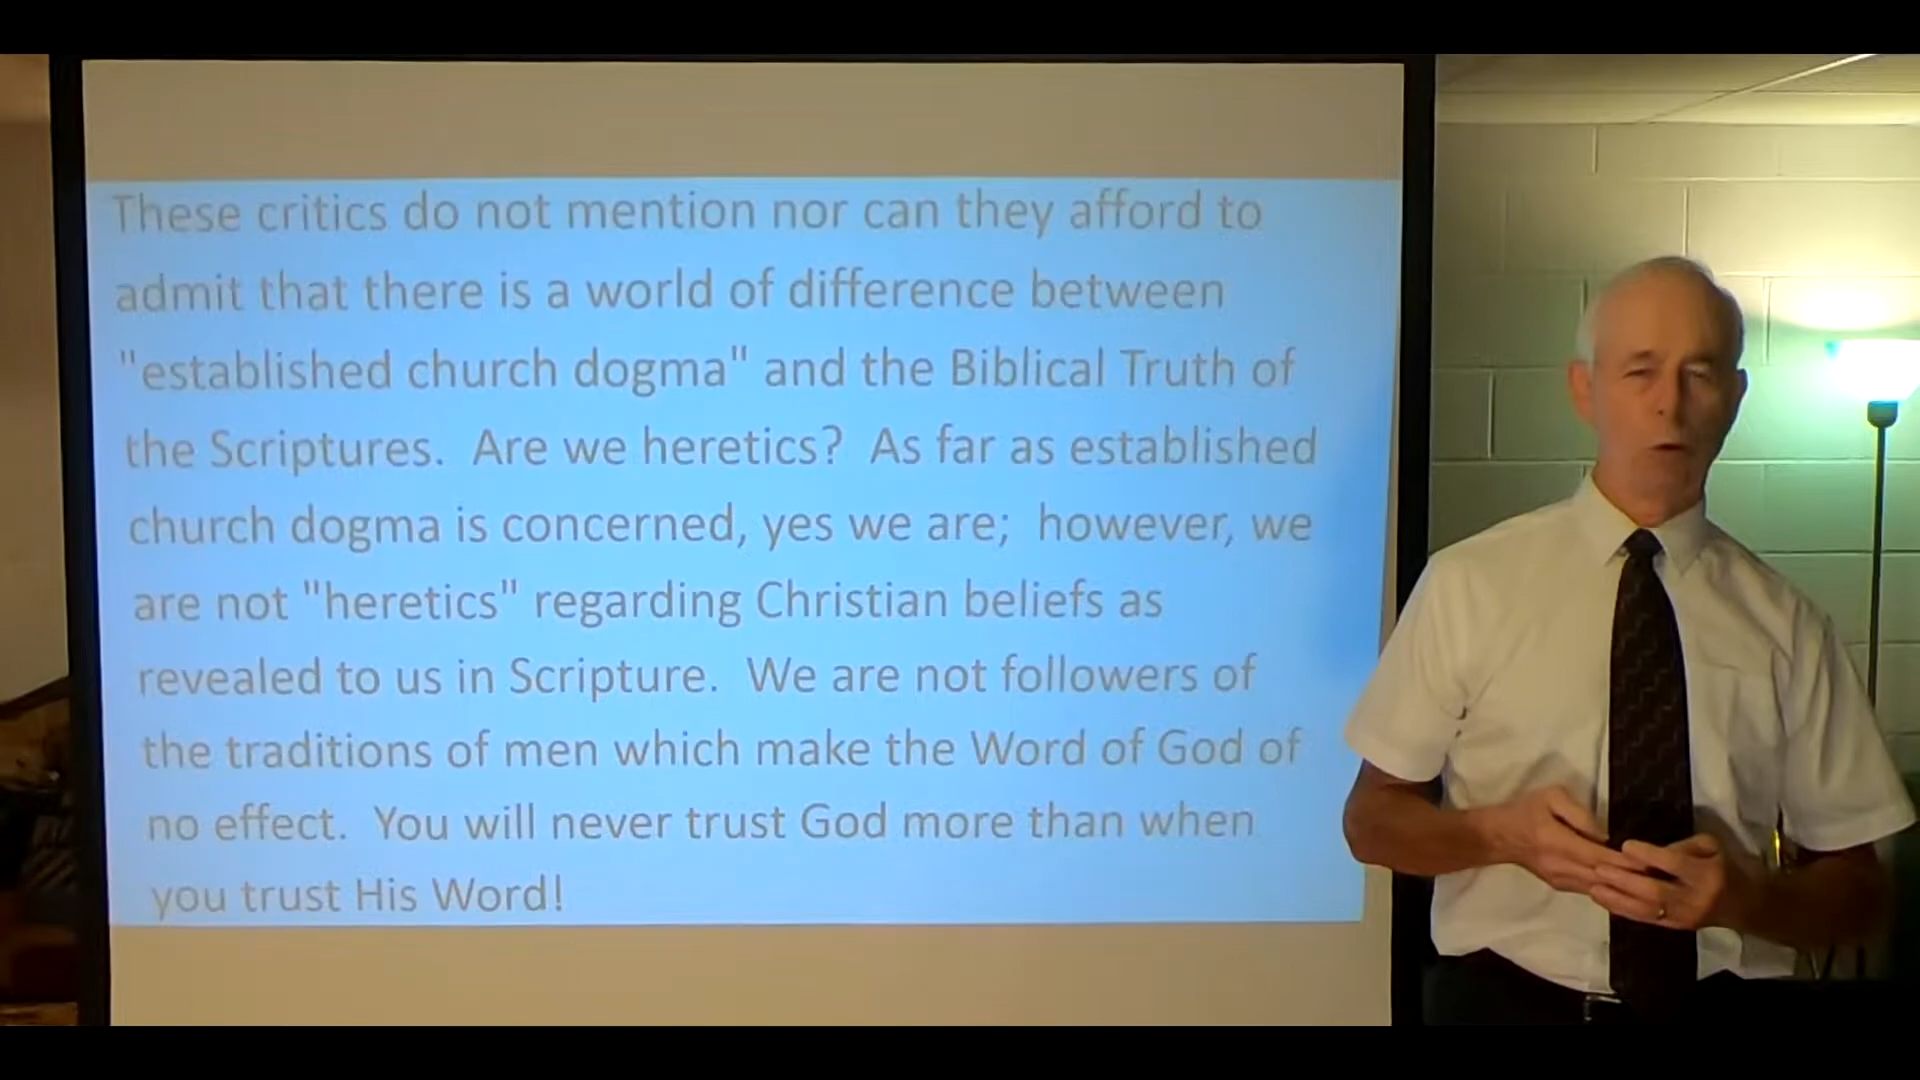 These critics do not mention nor can they afford to
admit that there is a world of difference between
"established church dogma" and the Biblical Truth of
the Scriptures.  Are we heretics?  As far as established
church dogma is concerned, yes we are;  however, we
are not "heretics" regarding Christian beliefs as
revealed to us in Scripture.  We are not followers of
the traditions of men which make the Word of God of
no effect.  You will never trust God more than when
you trust His Word!